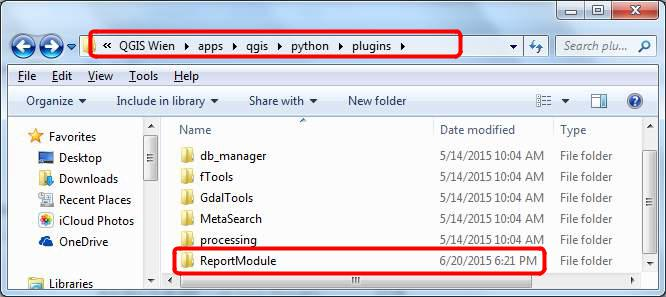 « QGIS Wien ▸ apps ▸ qgis ▸ python ▸ plugins ▸ Search plu...
File Edit View Tools Help
Organize Include in library Share with New folder
Favorites
Desktop
Downloads
Recent Places
iCloud Photos
OneDrive
Libraries
Name Date modified Type
db_manager 5/14/2015 10:04 AM File folder
fTools 5/14/2015 10:04 AM File folder
GdalTools 5/14/2015 10:04 AM File folder
MetaSearch 5/14/2015 10:04 AM File folder
processing 5/14/2015 10:04 AM File folder
ReportModule 6/20/2015 6:21 PM File folder